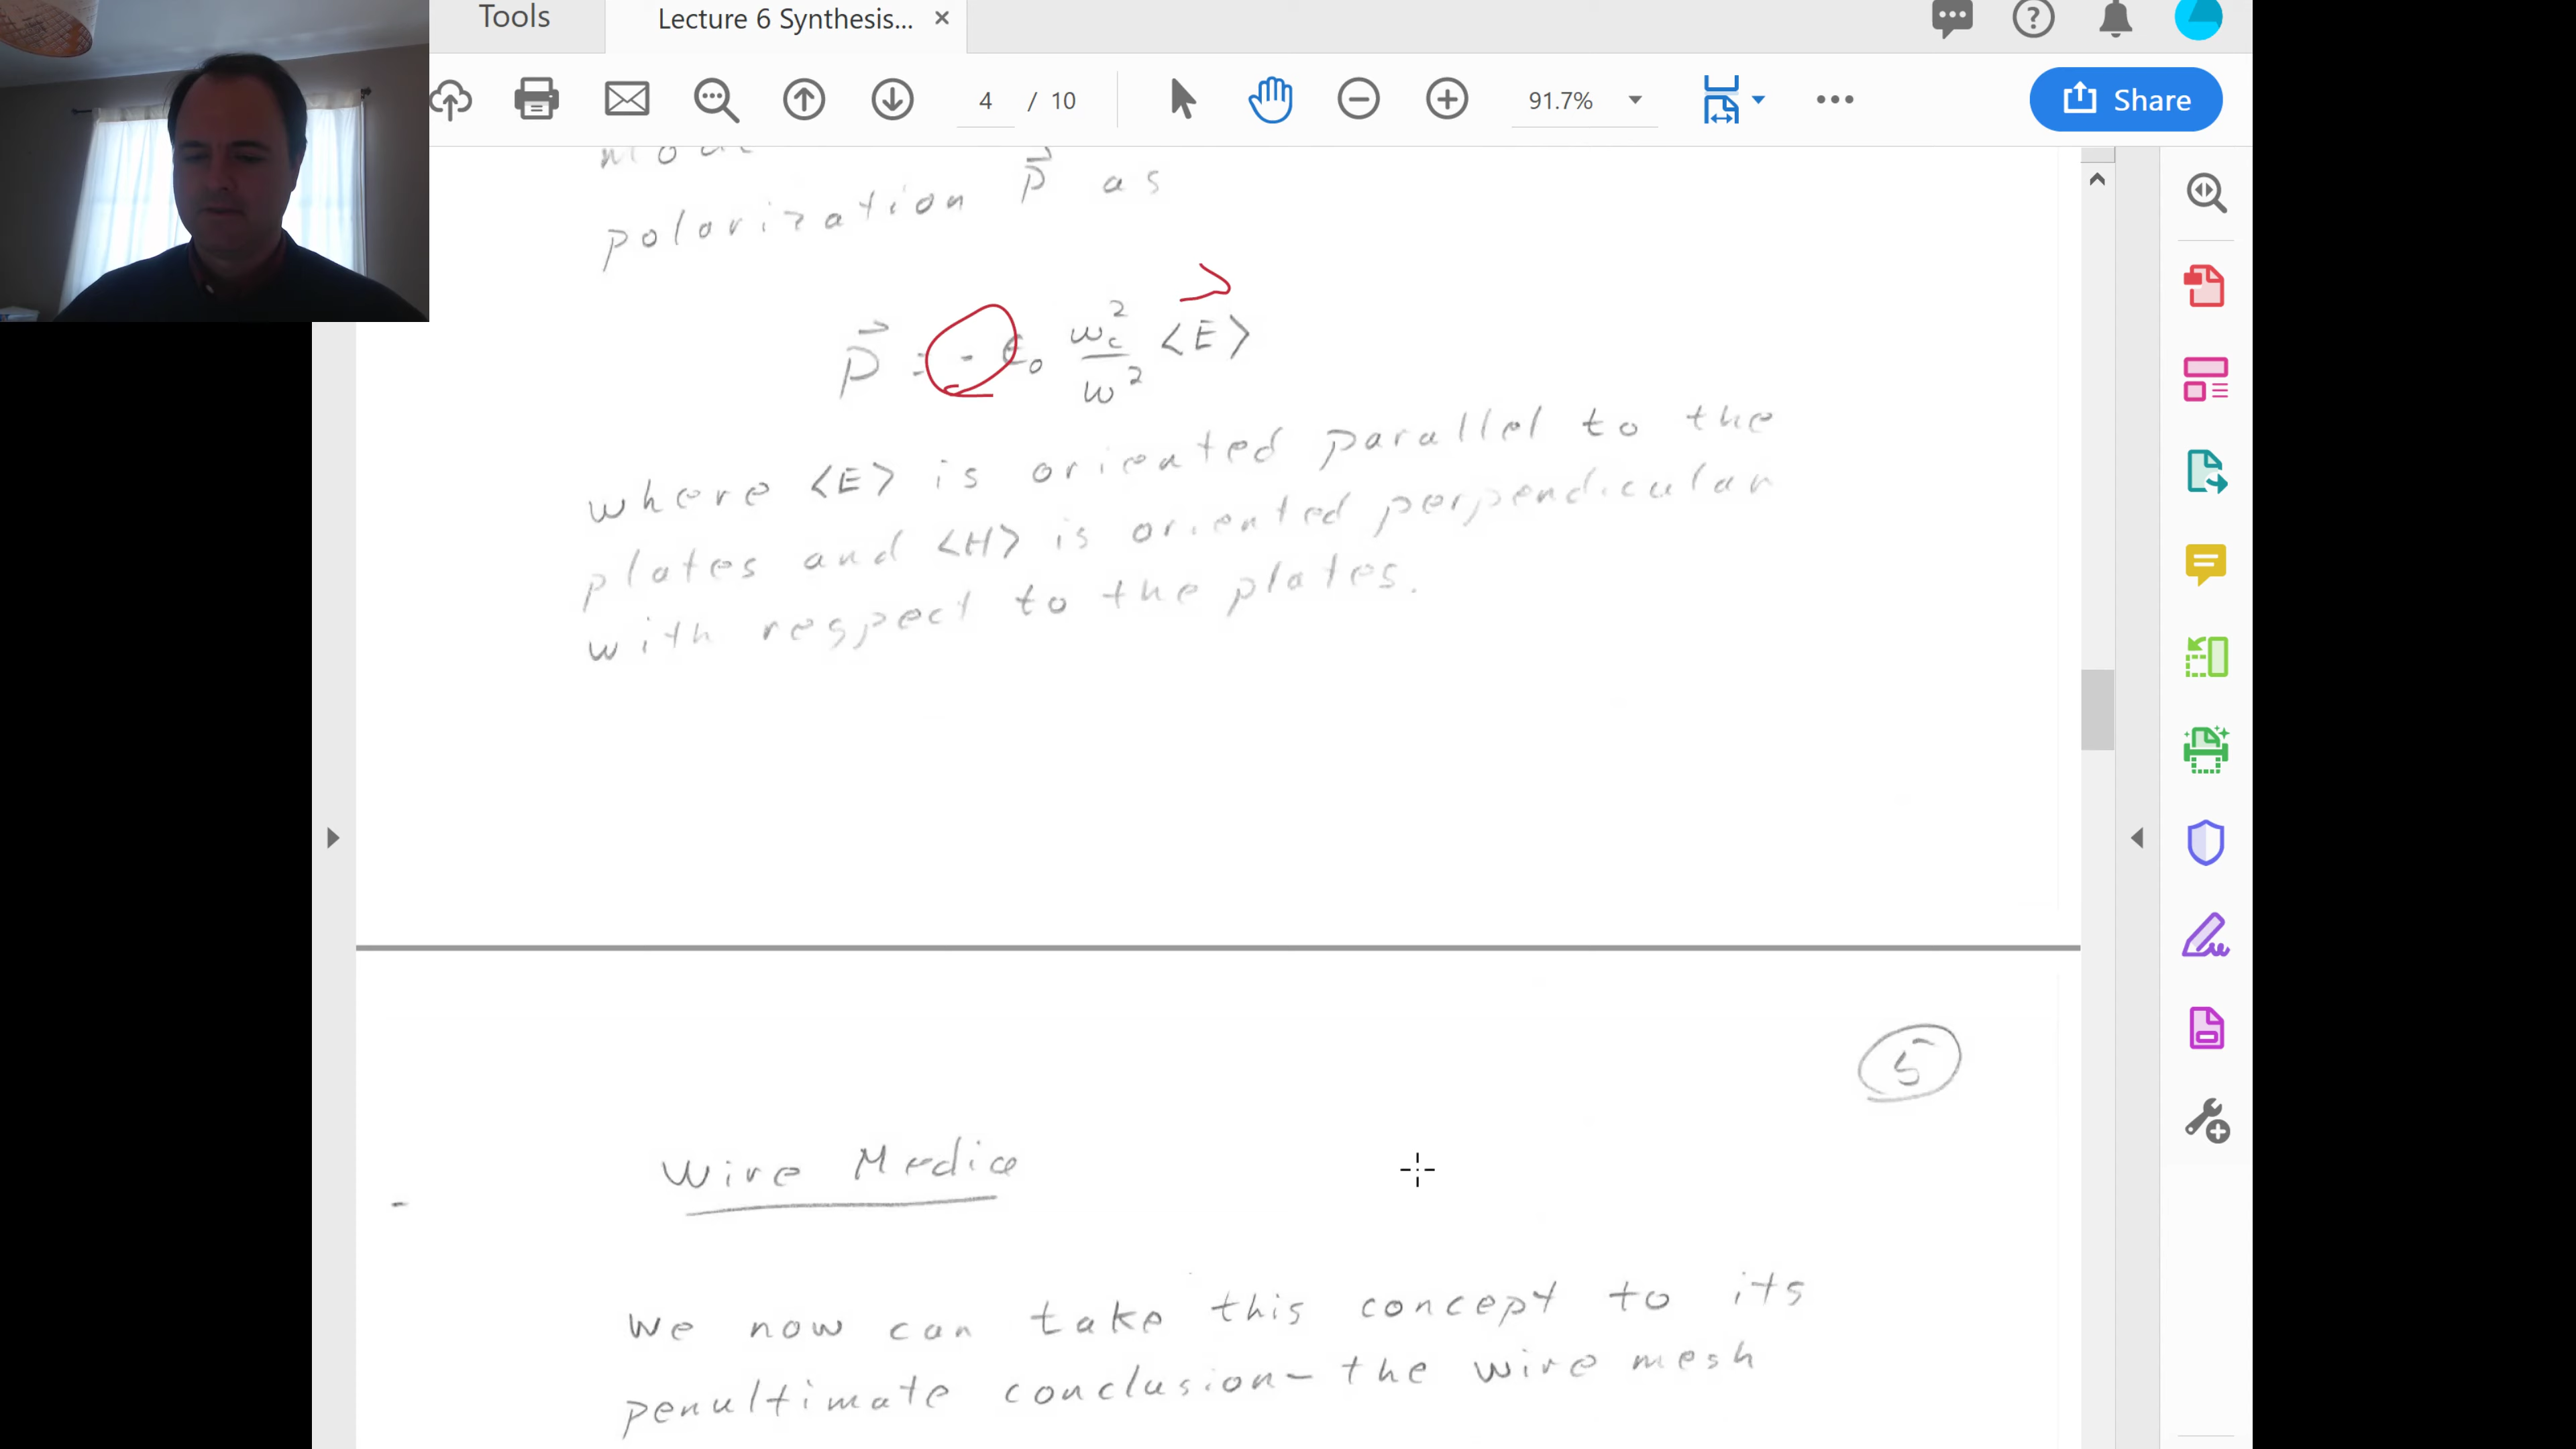 Tools
Lecture 6 Synthesis... ×
4 / 10
91.7%
Share
polarization P⃗ as
P⃗ = - ε₀ ω_c²/ω² <E⃗>
where <E> is oriented parallel to the
plates and <H> is oriented perpendicular
with respect to the plates.
5
Wire Media
We now can take this concept to its
penultimate conclusion- the wire mesh